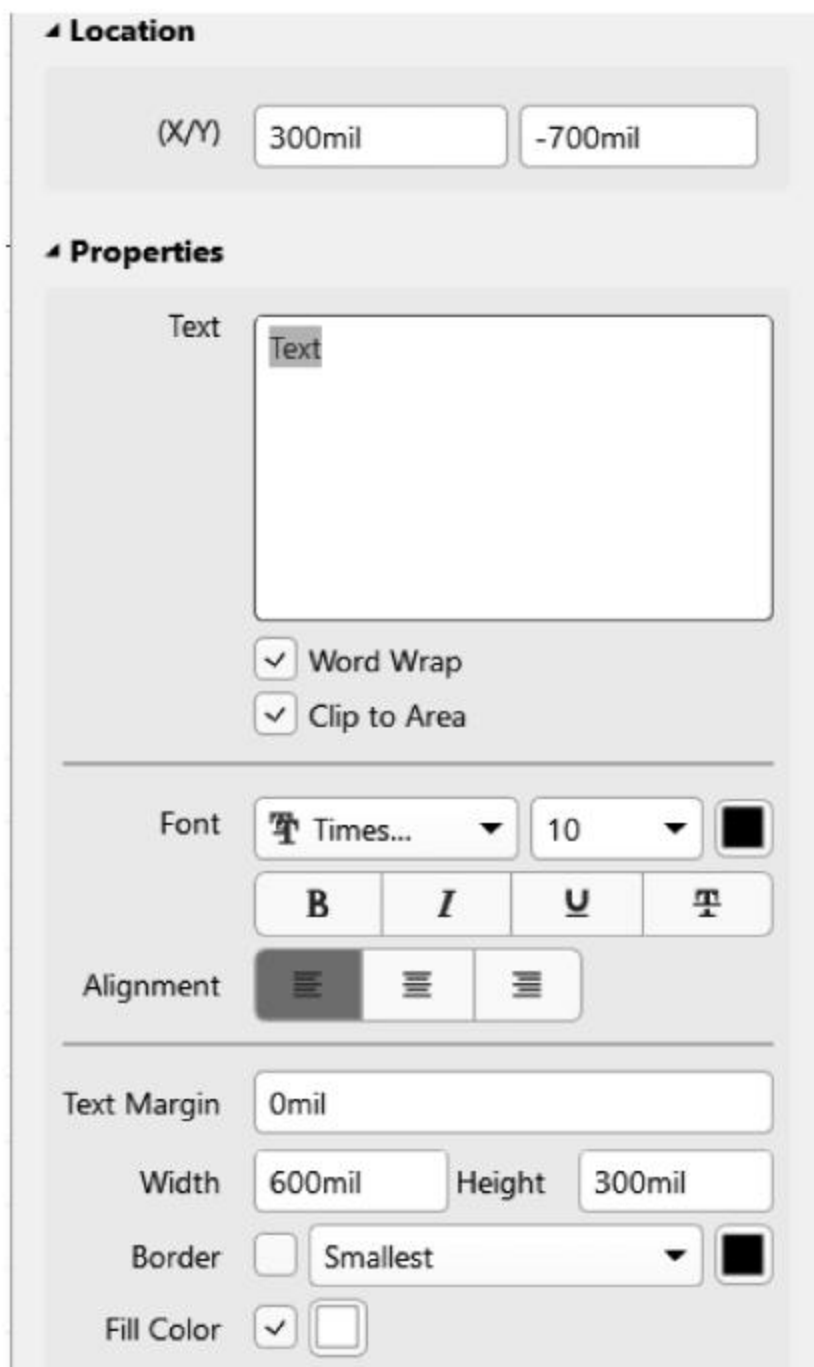 Location
(X/Y) 300mil -700mil
Properties
Text Text
Word Wrap
Clip to Area
Font Times... 10
B I U T
Alignment
Text Margin 0mil
Width 600mil Height 300mil
Border Smallest
Fill Color